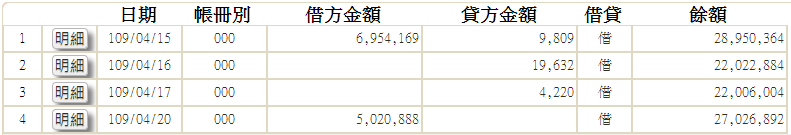 日期 帳冊別 借方金額 貸方金額 借貸 餘額
1 明細 109/04/15 000 6,954,169 9,809 借 28,950,364
2 明細 109/04/16 000 19,632 借 22,022,884
3 明細 109/04/17 000 4,220 借 22,006,004
4 明細 109/04/20 000 5,020,888 借 27,026,892